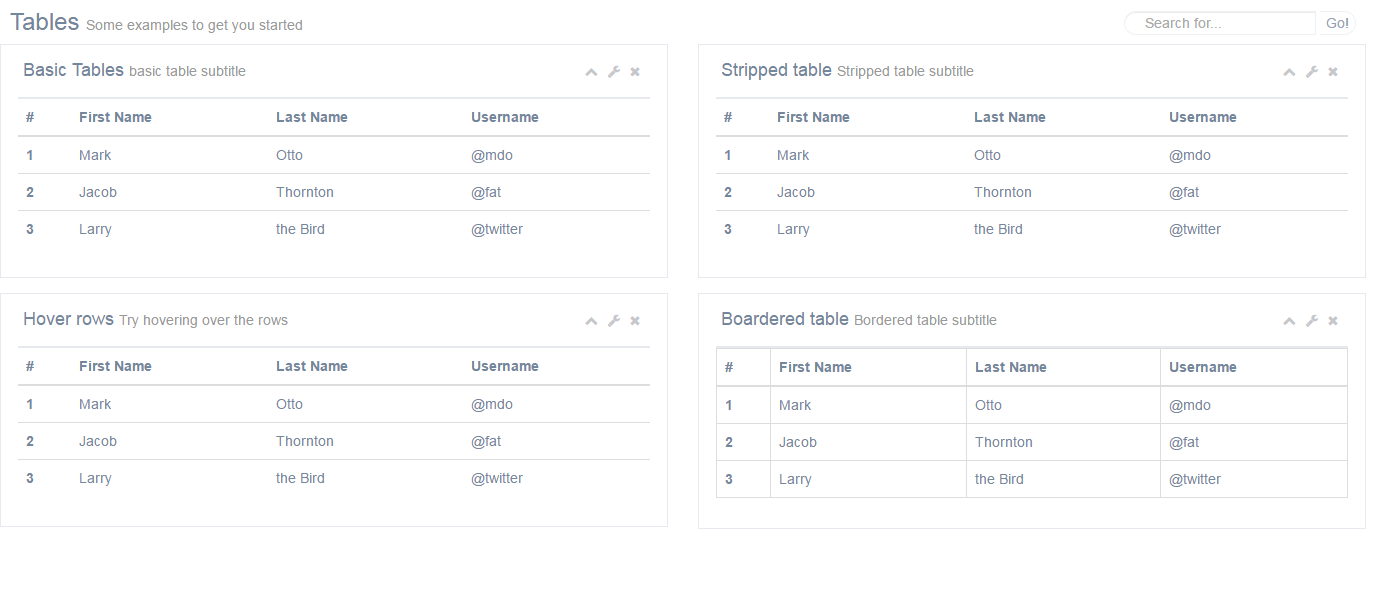 Tables Some examples to get you started
Search for... Go!
Basic Tables basic table subtitle
# First Name Last Name Username
1 Mark Otto @mdo
2 Jacob Thornton @fat
3 Larry the Bird @twitter
Stripped table Stripped table subtitle
# First Name Last Name Username
1 Mark Otto @mdo
2 Jacob Thornton @fat
3 Larry the Bird @twitter
Hover rows Try hovering over the rows
# First Name Last Name Username
1 Mark Otto @mdo
2 Jacob Thornton @fat
3 Larry the Bird @twitter
Boardered table Bordered table subtitle
# First Name Last Name Username
1 Mark Otto @mdo
2 Jacob Thornton @fat
3 Larry the Bird @twitter